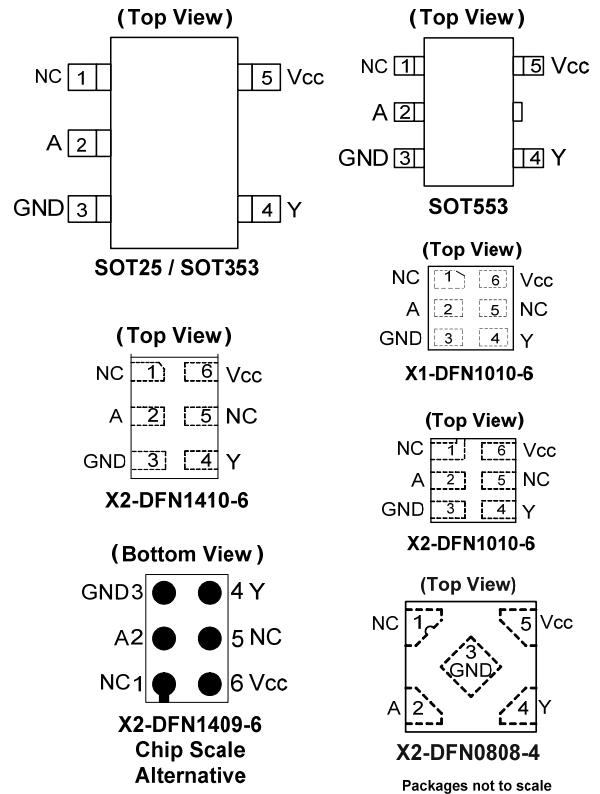 (Top View)
NC 1 5 Vcc
A 2
GND 3 4 Y
SOT25 / SOT353
(Top View)
NC 1 5 Vcc
A 2
GND 3 4 Y
SOT553
(Top View)
NC 1 6 Vcc
A 2 5 NC
GND 3 4 Y
X1-DFN1010-6
(Top View)
NC 1 6 Vcc
A 2 5 NC
GND 3 4 Y
X2-DFN1410-6
(Top View)
NC 1 6 Vcc
A 2 5 NC
GND 3 4 Y
X2-DFN1010-6
(Bottom View)
GND 3 4 Y
A 2 5 NC
NC 1 6 Vcc
X2-DFN1409-6
Chip Scale
Alternative
(Top View)
NC 1 5 Vcc
3
GND
A 2 4 Y
X2-DFN0808-4
Packages not to scale